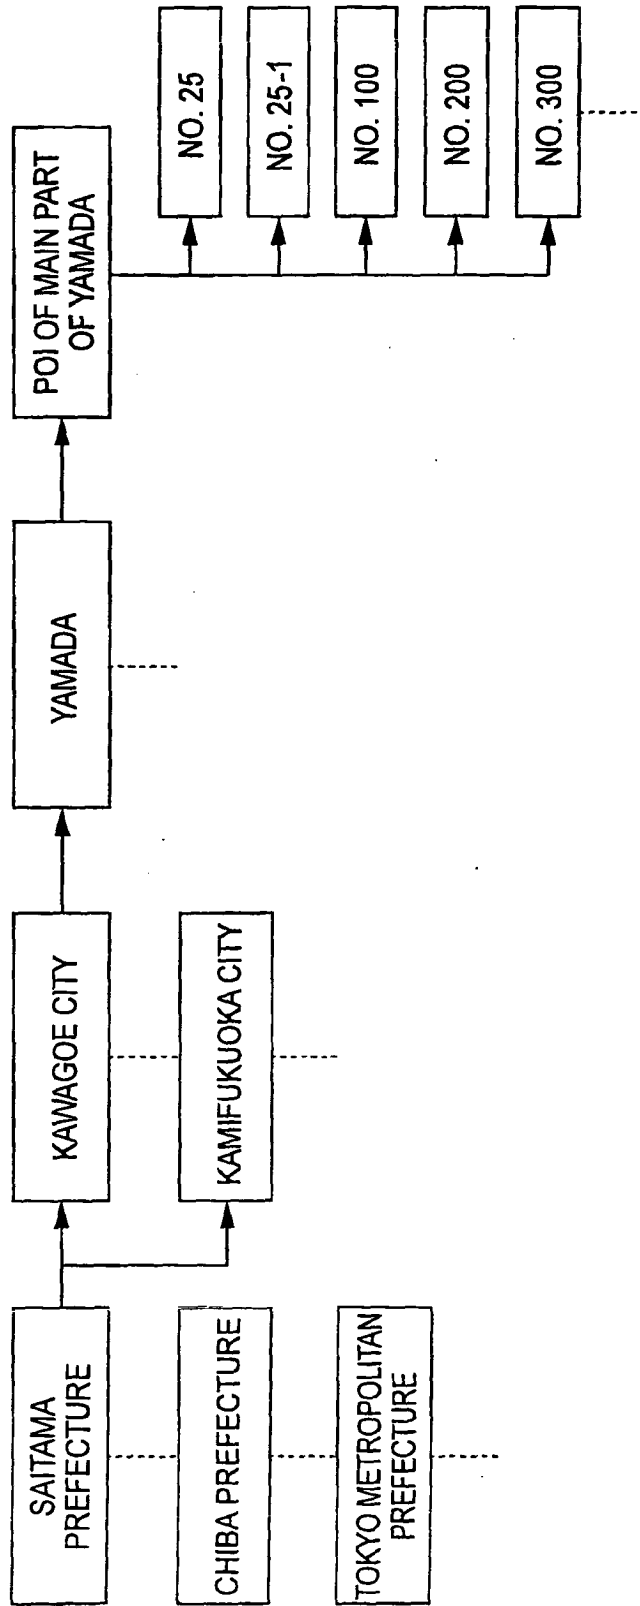 SAITAMA
PREFECTURE
CHIBA PREFECTURE
TOKYO METROPOLITAN
PREFECTURE
KAWAGOE CITY
KAMIFUKUOKA CITY
YAMADA
POI OF MAIN PART
OF YAMADA
NO. 25
NO. 25-1
NO. 100
NO. 200
NO. 300